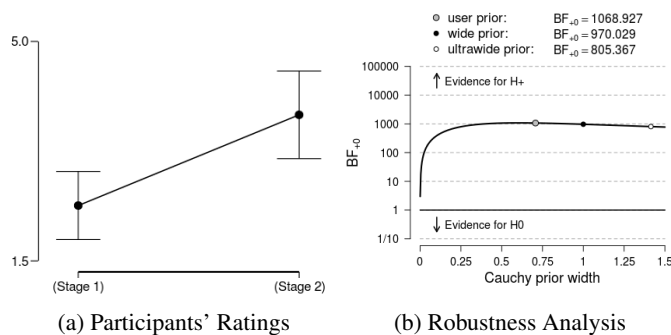 user prior: BF+0 = 1068.927
wide prior: BF+0 = 970.029
ultrawide prior: BF+0 = 805.367
5.0
1.5
(Stage 1) (Stage 2)
(a) Participants' Ratings
100000
10000
1000
100
10
1
1/10
BF+0
Evidence for H+
Evidence for H0
0 0.25 0.5 0.75 1 1.25 1.5
Cauchy prior width
(b) Robustness Analysis